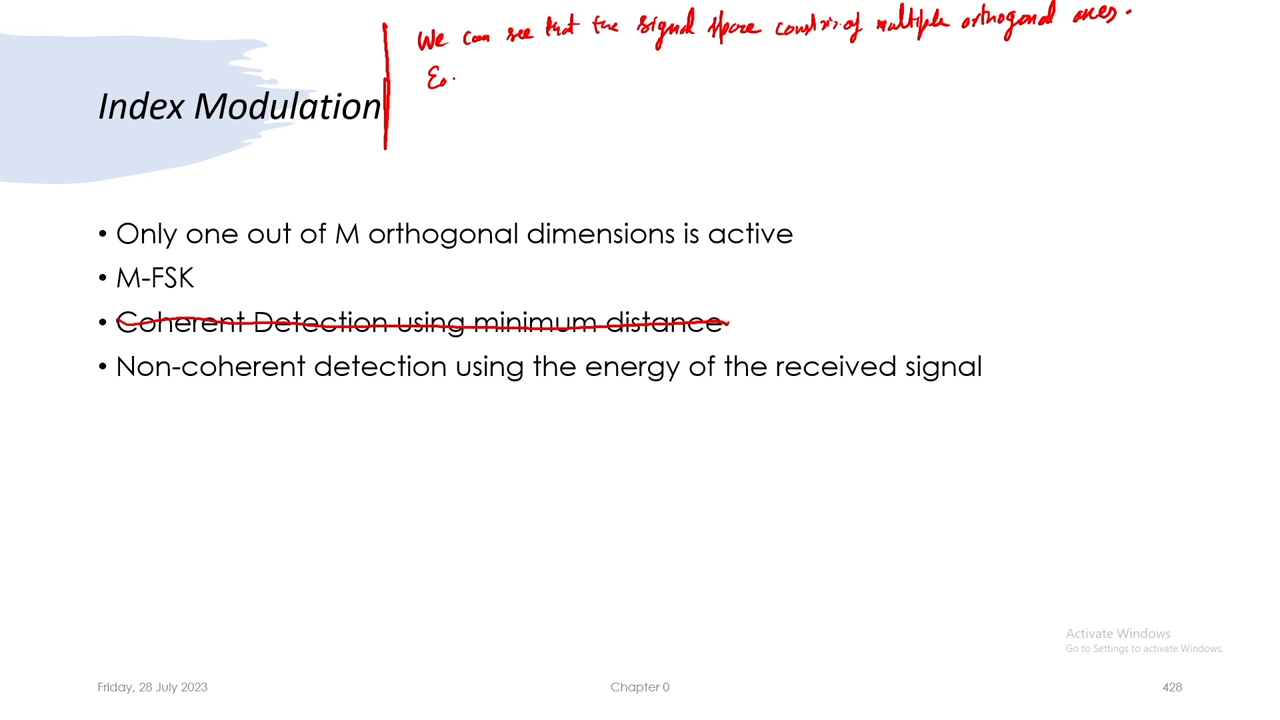 We can see that the signal space consists of multiple orthogonal axes.
Index Modulation
• Only one out of M orthogonal dimensions is active
• M-FSK
• Coherent Detection using minimum distance
• Non-coherent detection using the energy of the received signal
Activate Windows
Go to Settings to activate Windows.
Friday, 28 July 2023 Chapter 0 428